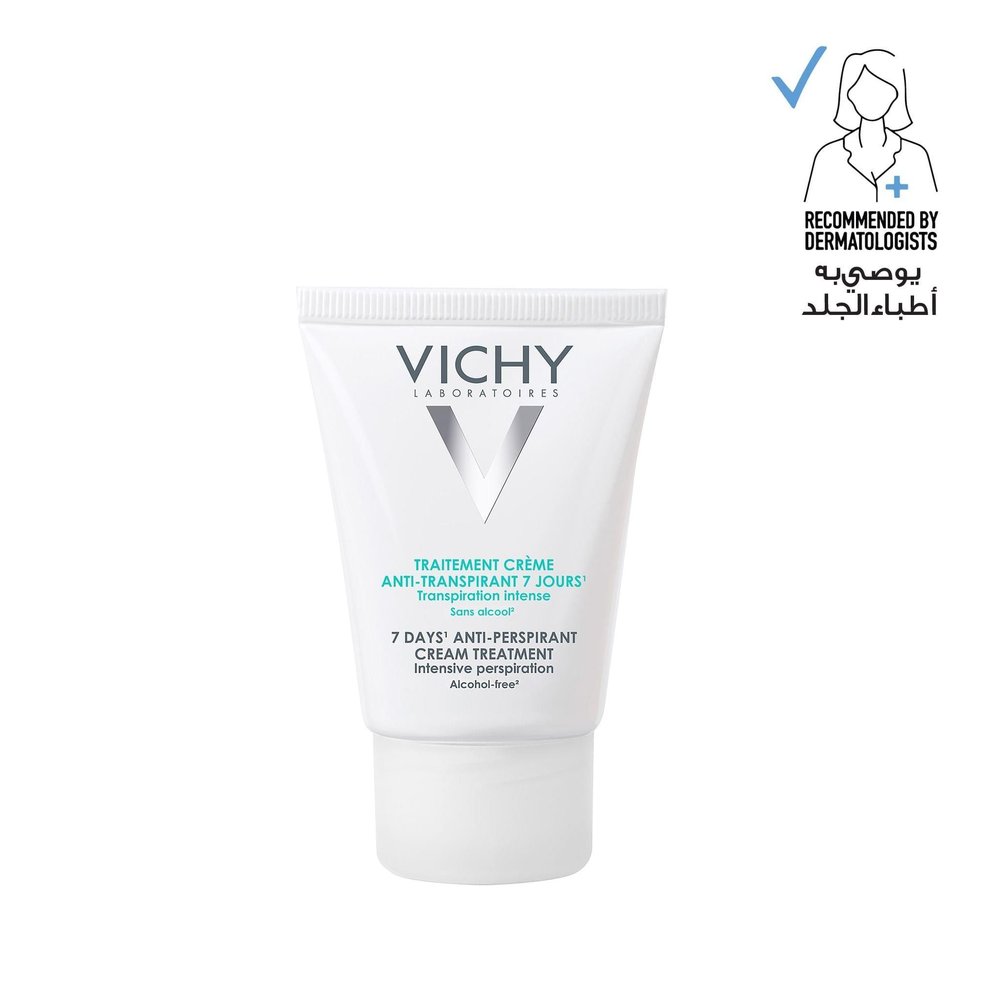 RECOMMENDED BY
DERMATOLOGISTS
يوصي به
أطباء الجلد
VICHY
LABORATOIRES
TRAITEMENT CRÈME
ANTI-TRANSPIRANT 7 JOURS¹
Transpiration intense
Sans alcool²
7 DAYS¹ ANTI-PERSPIRANT
CREAM TREATMENT
Intensive perspiration
Alcohol-free²